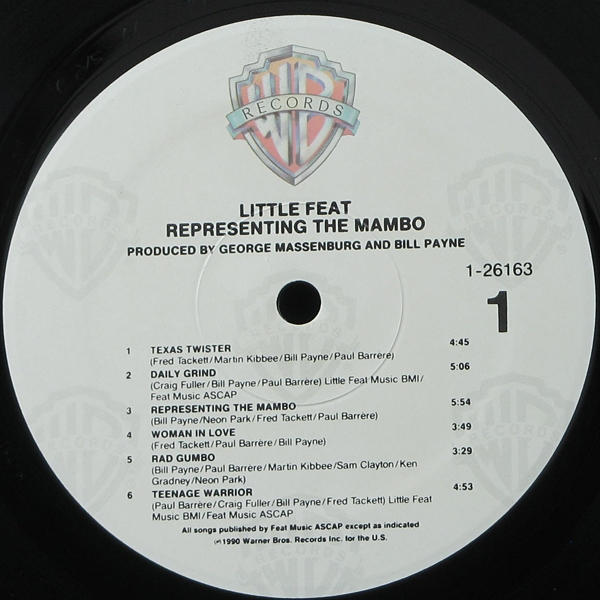 WB
RECORDS
LITTLE FEAT
REPRESENTING THE MAMBO
PRODUCED BY GEORGE MASSENBURG AND BILL PAYNE
1-26163
1
1 TEXAS TWISTER 4:45
(Fred Tackett/Martin Kibbee/Bill Payne/Paul Barrère)
2 DAILY GRIND 5:06
(Craig Fuller/Bill Payne/Paul Barrère) Little Feat Music BMI/
Feat Music ASCAP
3 REPRESENTING THE MAMBO 5:54
(Bill Payne/Neon Park/Fred Tackett/Paul Barrère)
4 WOMAN IN LOVE 3:49
(Fred Tackett/Paul Barrère/Bill Payne)
5 RAD GUMBO 3:29
(Bill Payne/Paul Barrère/Martin Kibbee/Sam Clayton/Ken
Gradney/Neon Park)
6 TEENAGE WARRIOR 4:53
(Paul Barrère/Craig Fuller/Bill Payne/Fred Tackett) Little Feat
Music BMI/Feat Music ASCAP
All songs published by Feat Music ASCAP except as indicated
℗1990 Warner Bros. Records Inc. for the U.S.